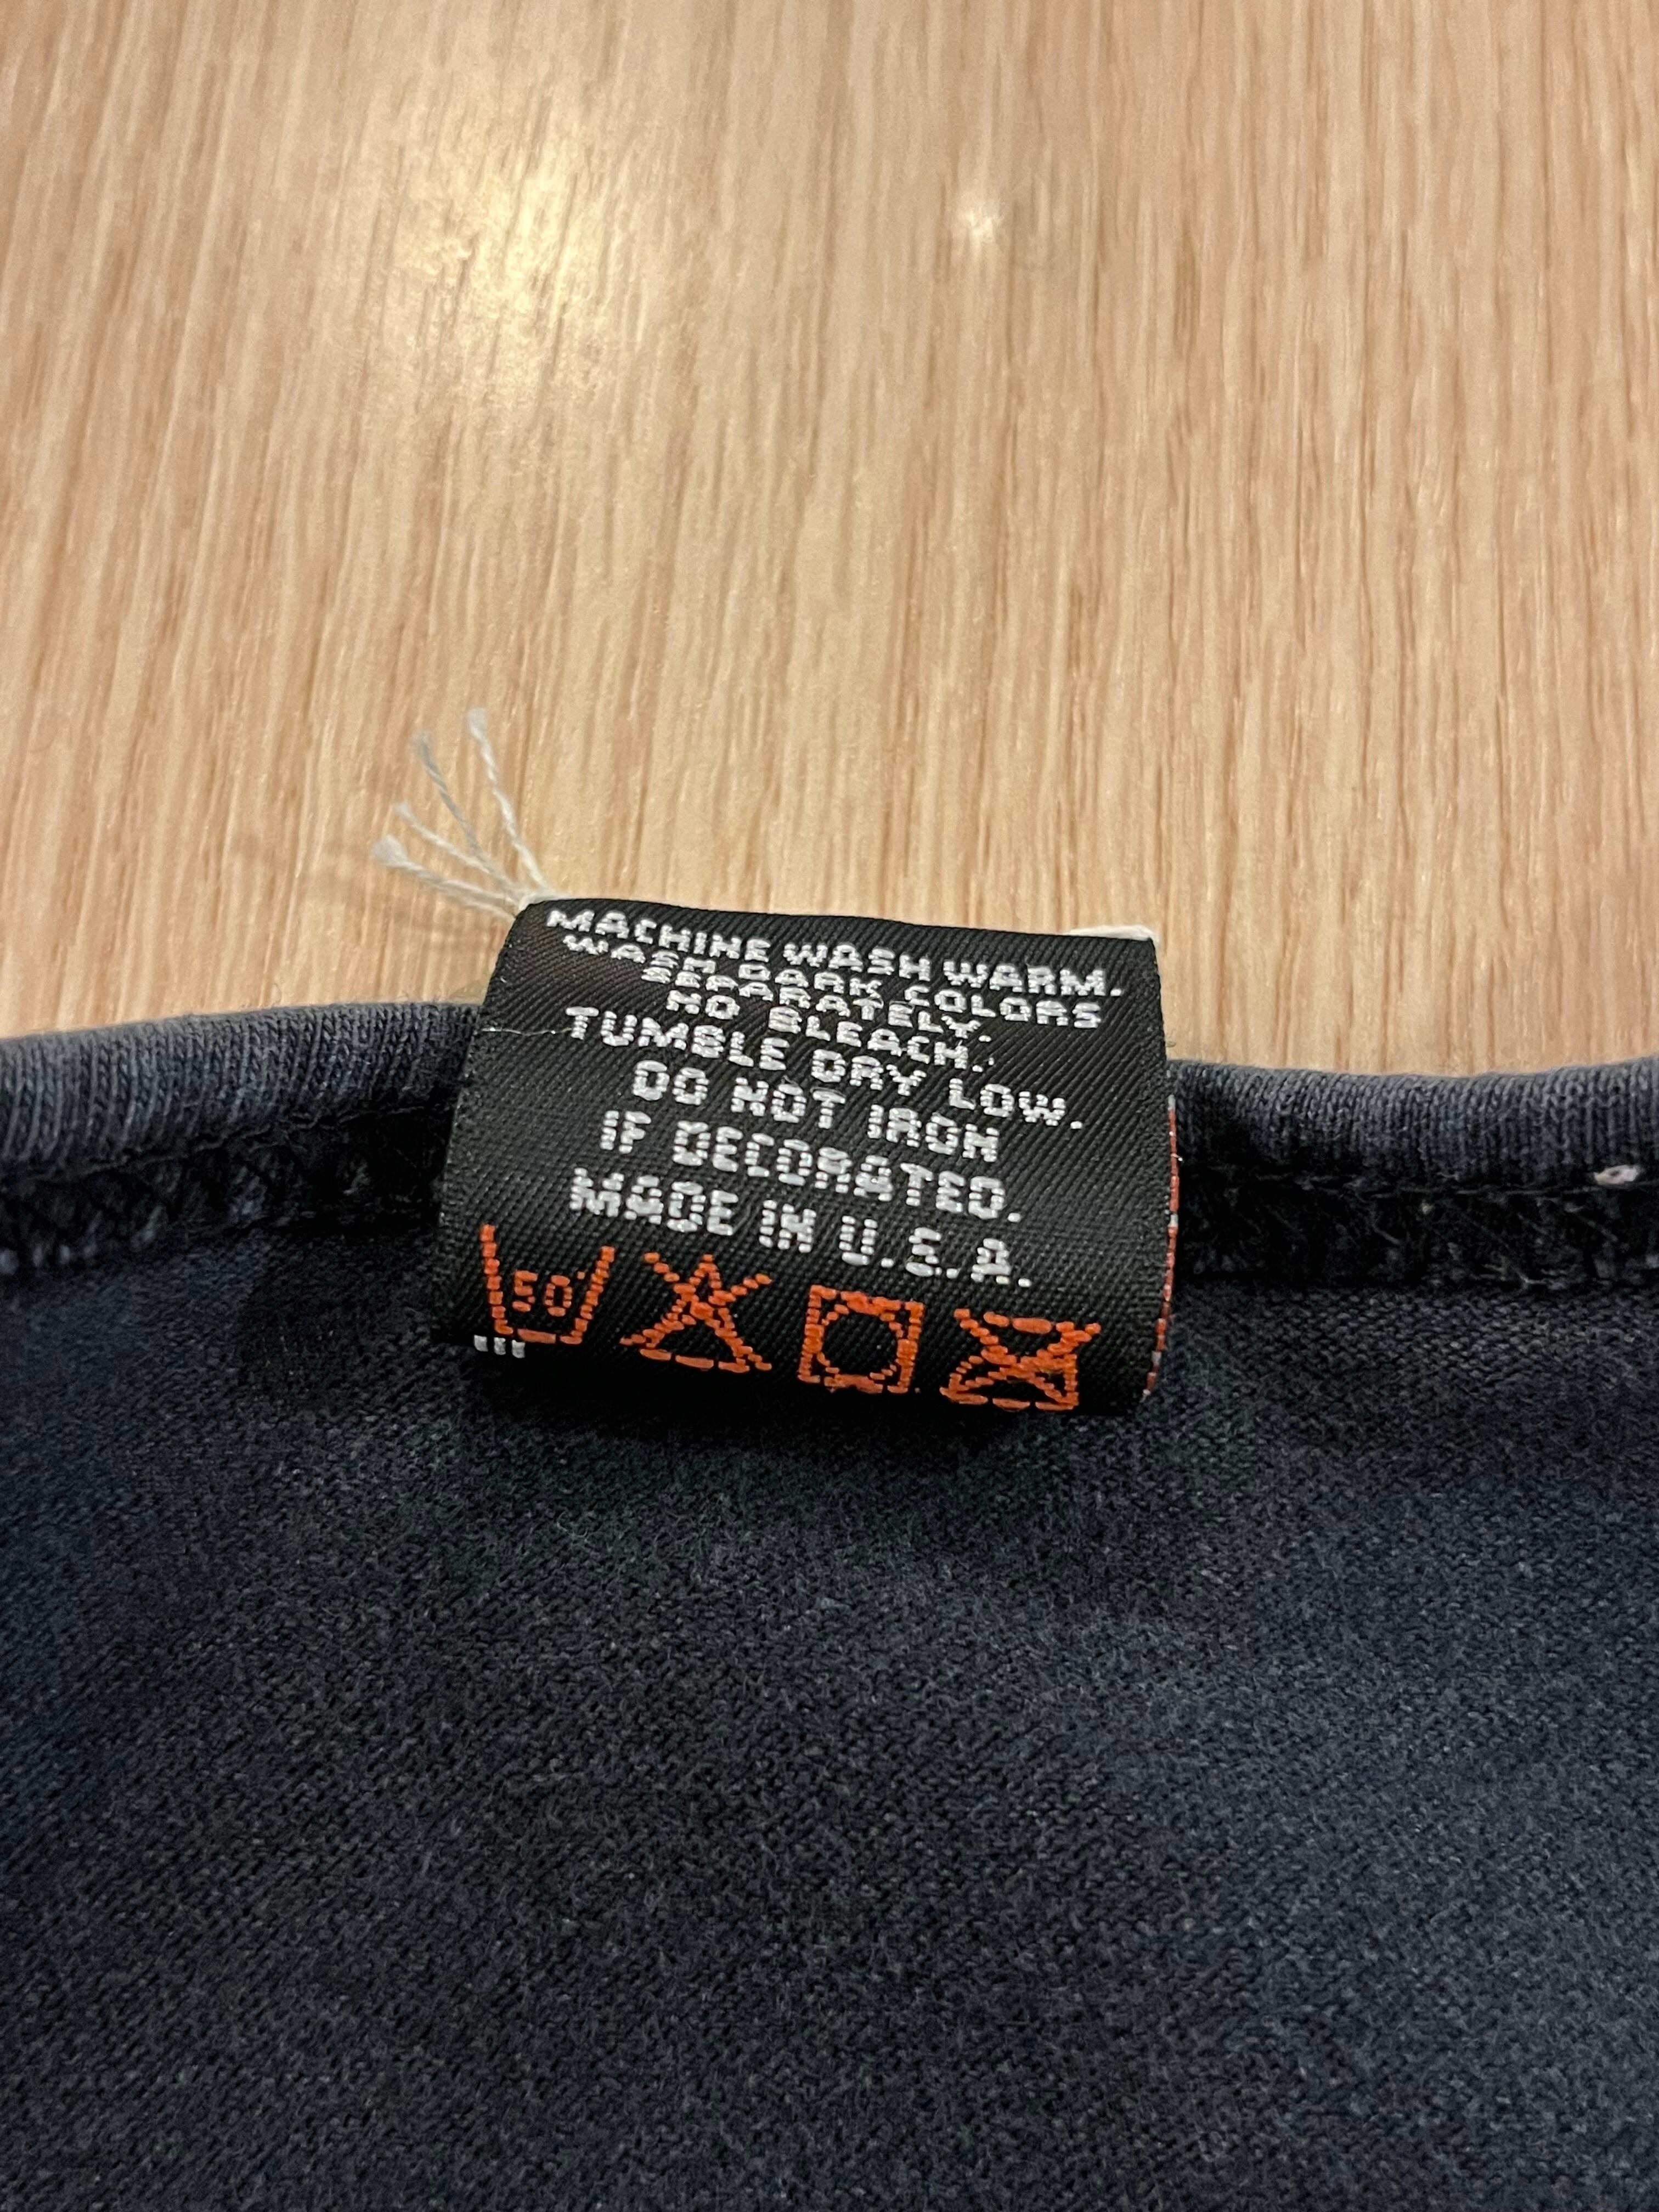 MACHINE WASH WARM.
WASH DARK COLORS
SEPARATELY.
NO BLEACH.
TUMBLE DRY LOW.
DO NOT IRON
IF DECORATED.
MADE IN U.S.A.
50°